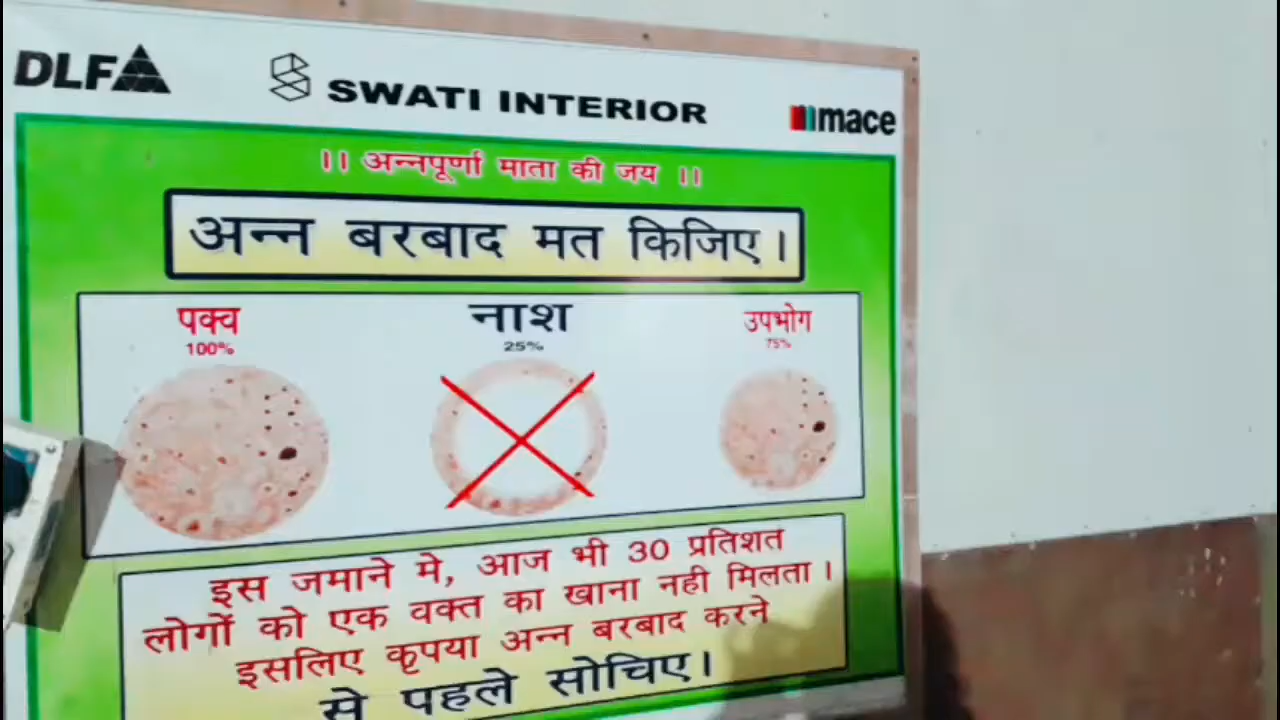 DLF SWATI INTERIOR mace
।। अन्नपूर्णा माता की जय ।।
अन्न बरबाद मत किजिए।
पक्व नाश उपभोग
100% 25% 75%
इस जमाने मे, आज भी 30 प्रतिशत
लोगों को एक वक्त का खाना नही मिलता।
इसलिए कृपया अन्न बरबाद करने
से पहले सोचिए।